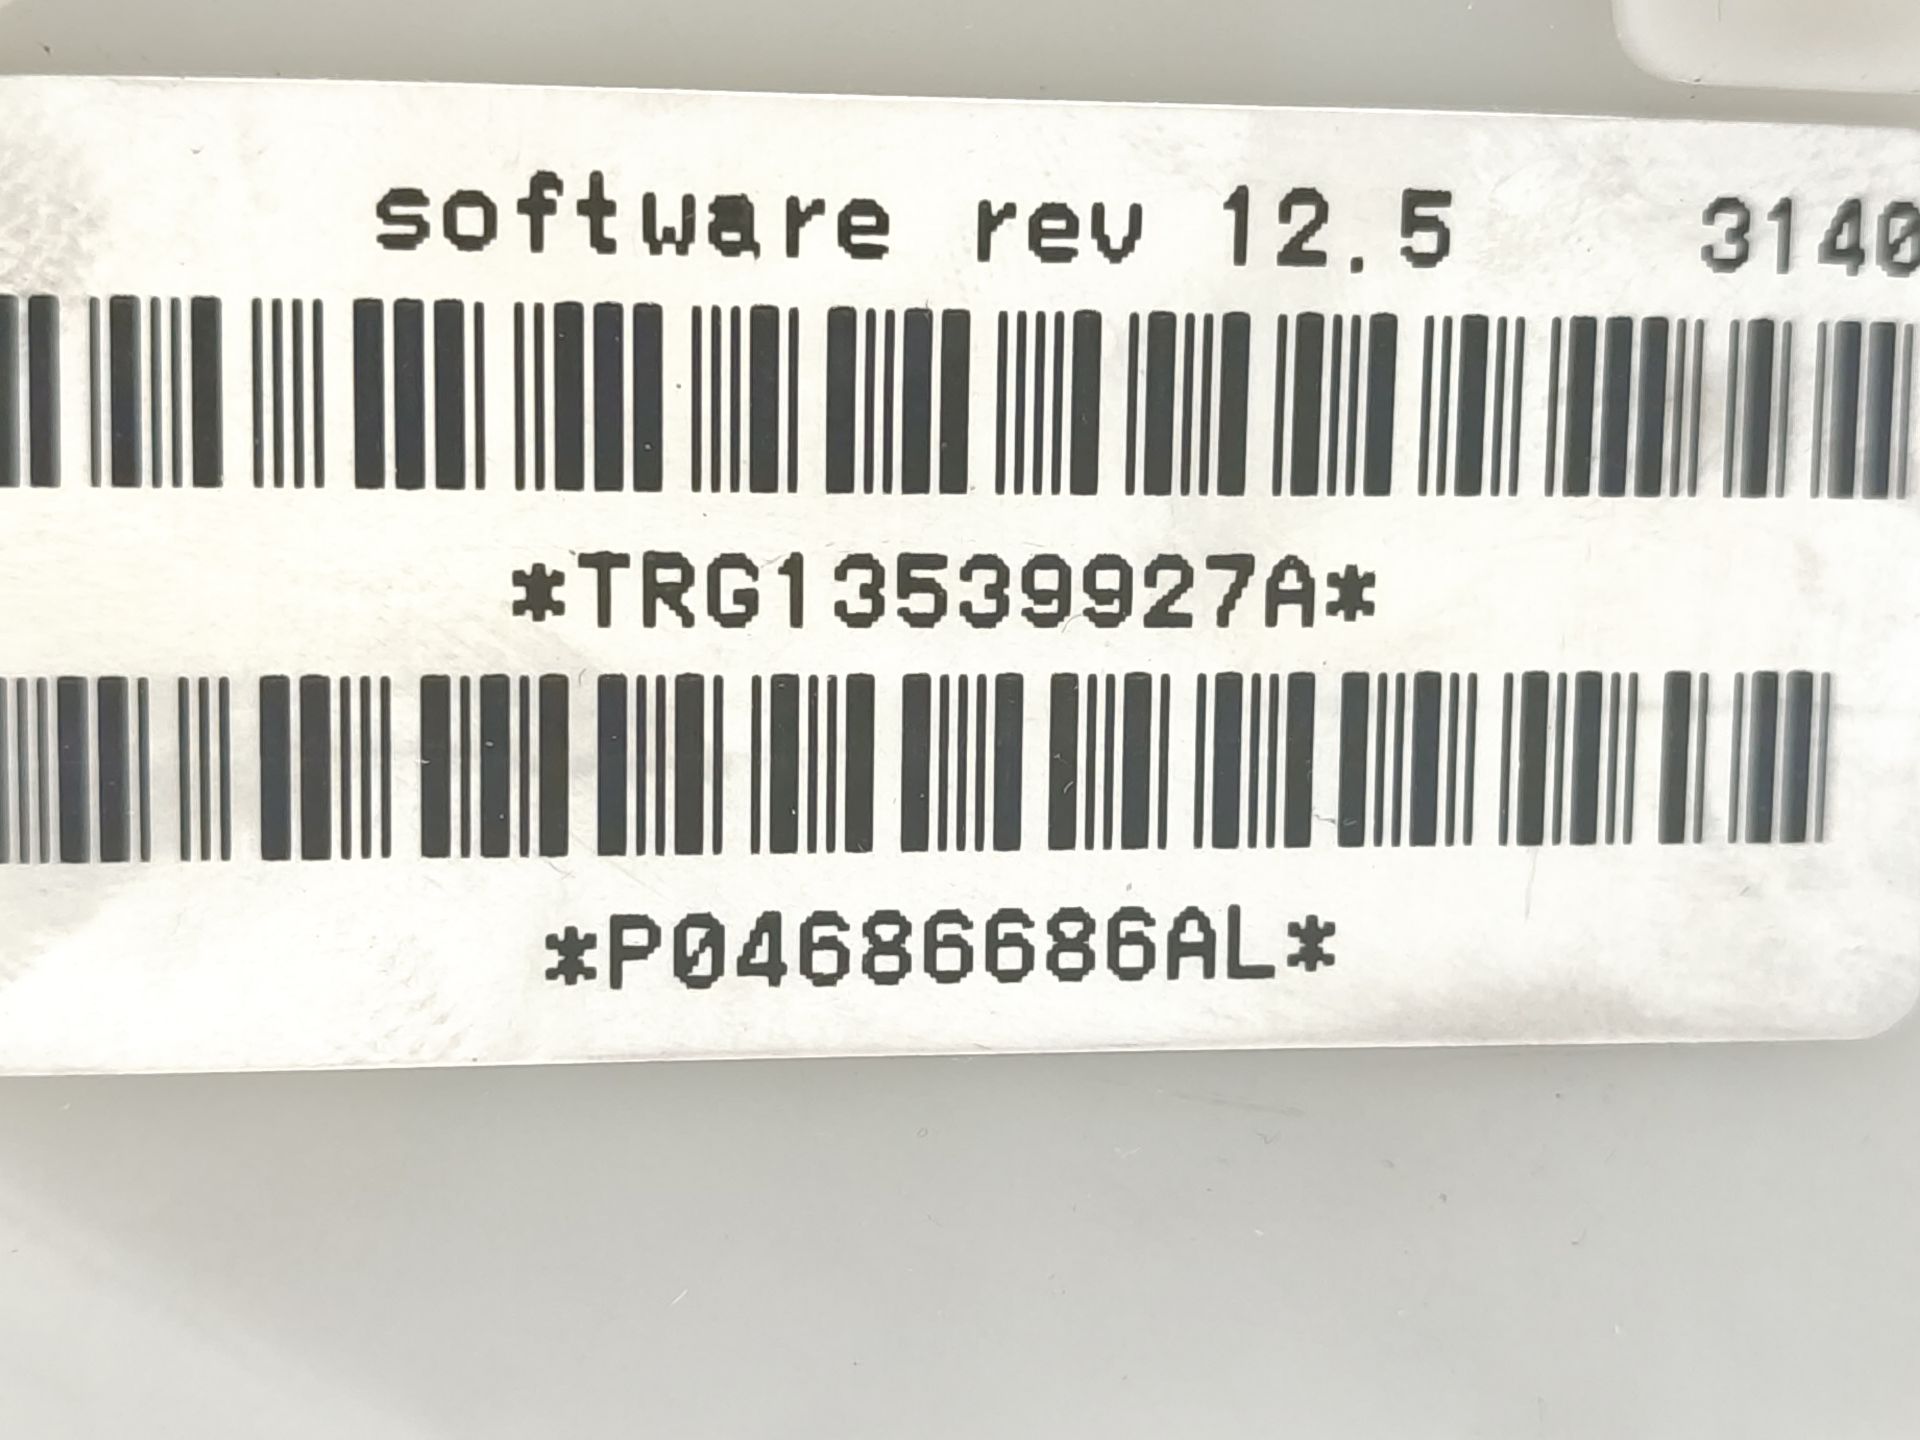 software rev 12.5 3140
*TRG13539927A*
*P04686686AL*